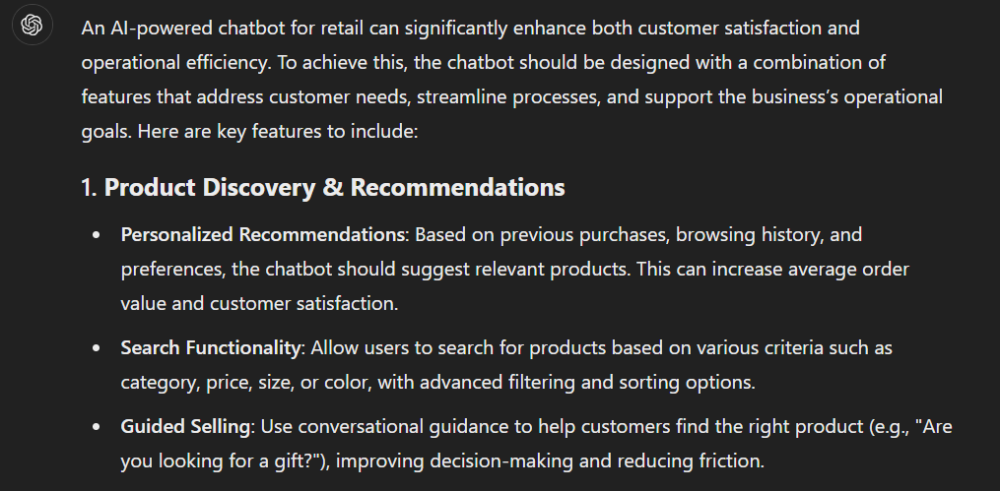 An AI-powered chatbot for retail can significantly enhance both customer satisfaction and
operational efficiency. To achieve this, the chatbot should be designed with a combination of
features that address customer needs, streamline processes, and support the business’s operational
goals. Here are key features to include:
1. Product Discovery & Recommendations
• Personalized Recommendations: Based on previous purchases, browsing history, and
preferences, the chatbot should suggest relevant products. This can increase average order
value and customer satisfaction.
• Search Functionality: Allow users to search for products based on various criteria such as
category, price, size, or color, with advanced filtering and sorting options.
• Guided Selling: Use conversational guidance to help customers find the right product (e.g., "Are
you looking for a gift?"), improving decision-making and reducing friction.